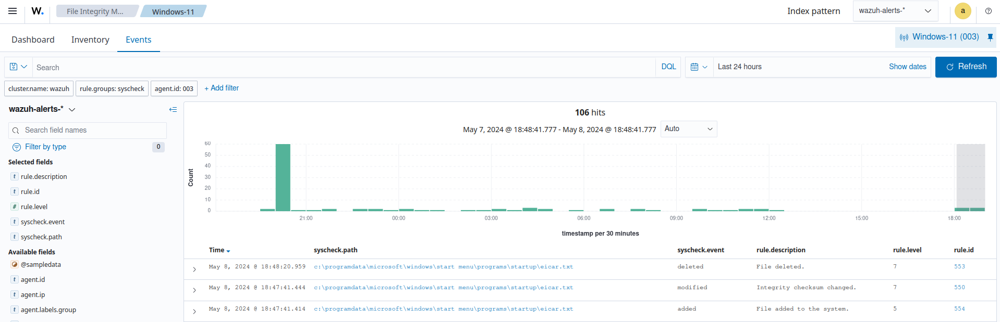 W. File Integrity M... Windows-11 Index pattern wazuh-alerts-* a
Dashboard Inventory Events Windows-11 (003)
Search DQL Last 24 hours Show dates Refresh
cluster.name: wazuh rule.groups: syscheck agent.id: 003 + Add filter
wazuh-alerts-*
Search field names
Filter by type 0
Selected fields
t rule.description
t rule.id
# rule.level
t syscheck.event
t syscheck.path
Available fields
@sampledata
t agent.id
t agent.ip
t agent.labels.group
106 hits
May 7, 2024 @ 18:48:41.777 - May 8, 2024 @ 18:48:41.777 Auto
Count
60
50
40
30
20
10
0
21:00 00:00 03:00 06:00 09:00 12:00 15:00 18:00
timestamp per 30 minutes
Time syscheck.path syscheck.event rule.description rule.level rule.id
May 8, 2024 @ 18:48:20.959 c:\programdata\microsoft\windows\start menu\programs\startup\eicar.txt deleted File deleted. 7 553
May 8, 2024 @ 18:47:41.444 c:\programdata\microsoft\windows\start menu\programs\startup\eicar.txt modified Integrity checksum changed. 7 550
May 8, 2024 @ 18:47:41.414 c:\programdata\microsoft\windows\start menu\programs\startup\eicar.txt added File added to the system. 5 554